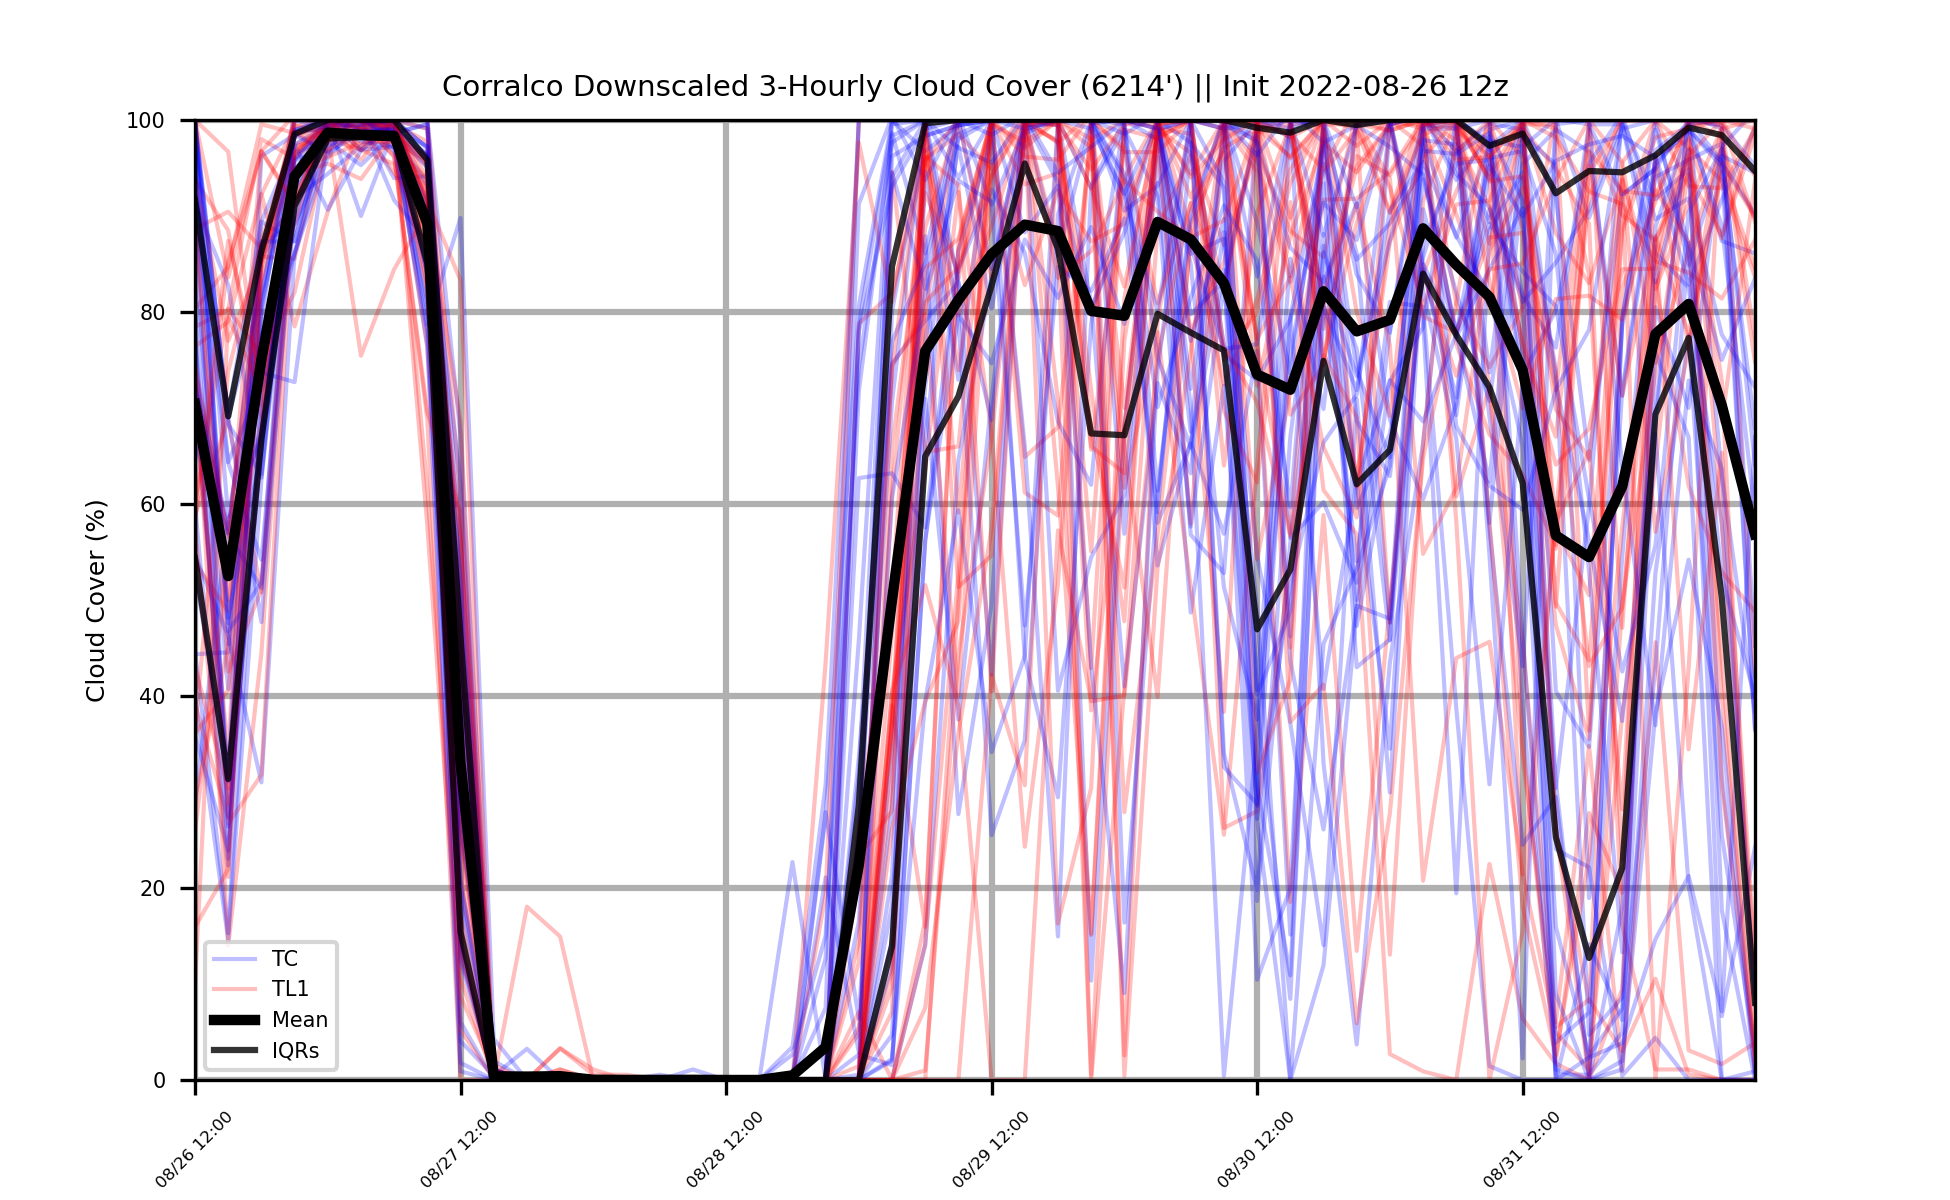 Corralco Downscaled 3-Hourly Cloud Cover (6214') || Init 2022-08-26 12z
Cloud Cover (%)
100
80
60
40
20
0
TC
TL1
Mean
IQRs
08/26 12:00
08/27 12:00
08/28 12:00
08/29 12:00
08/30 12:00
08/31 12:00